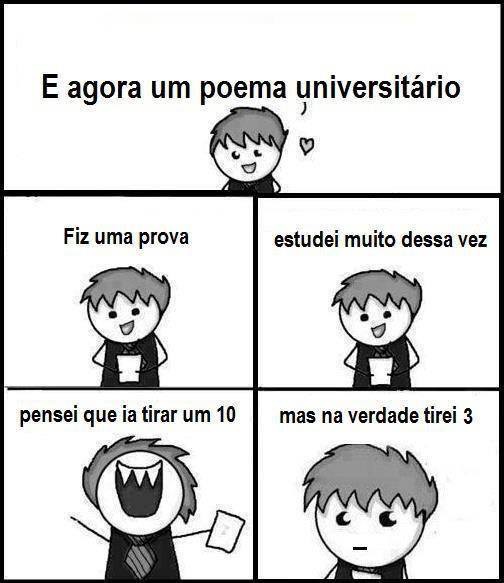 E agora um poema universitário
Fiz uma prova
estudei muito dessa vez
pensei que ia tirar um 10
mas na verdade tirei 3